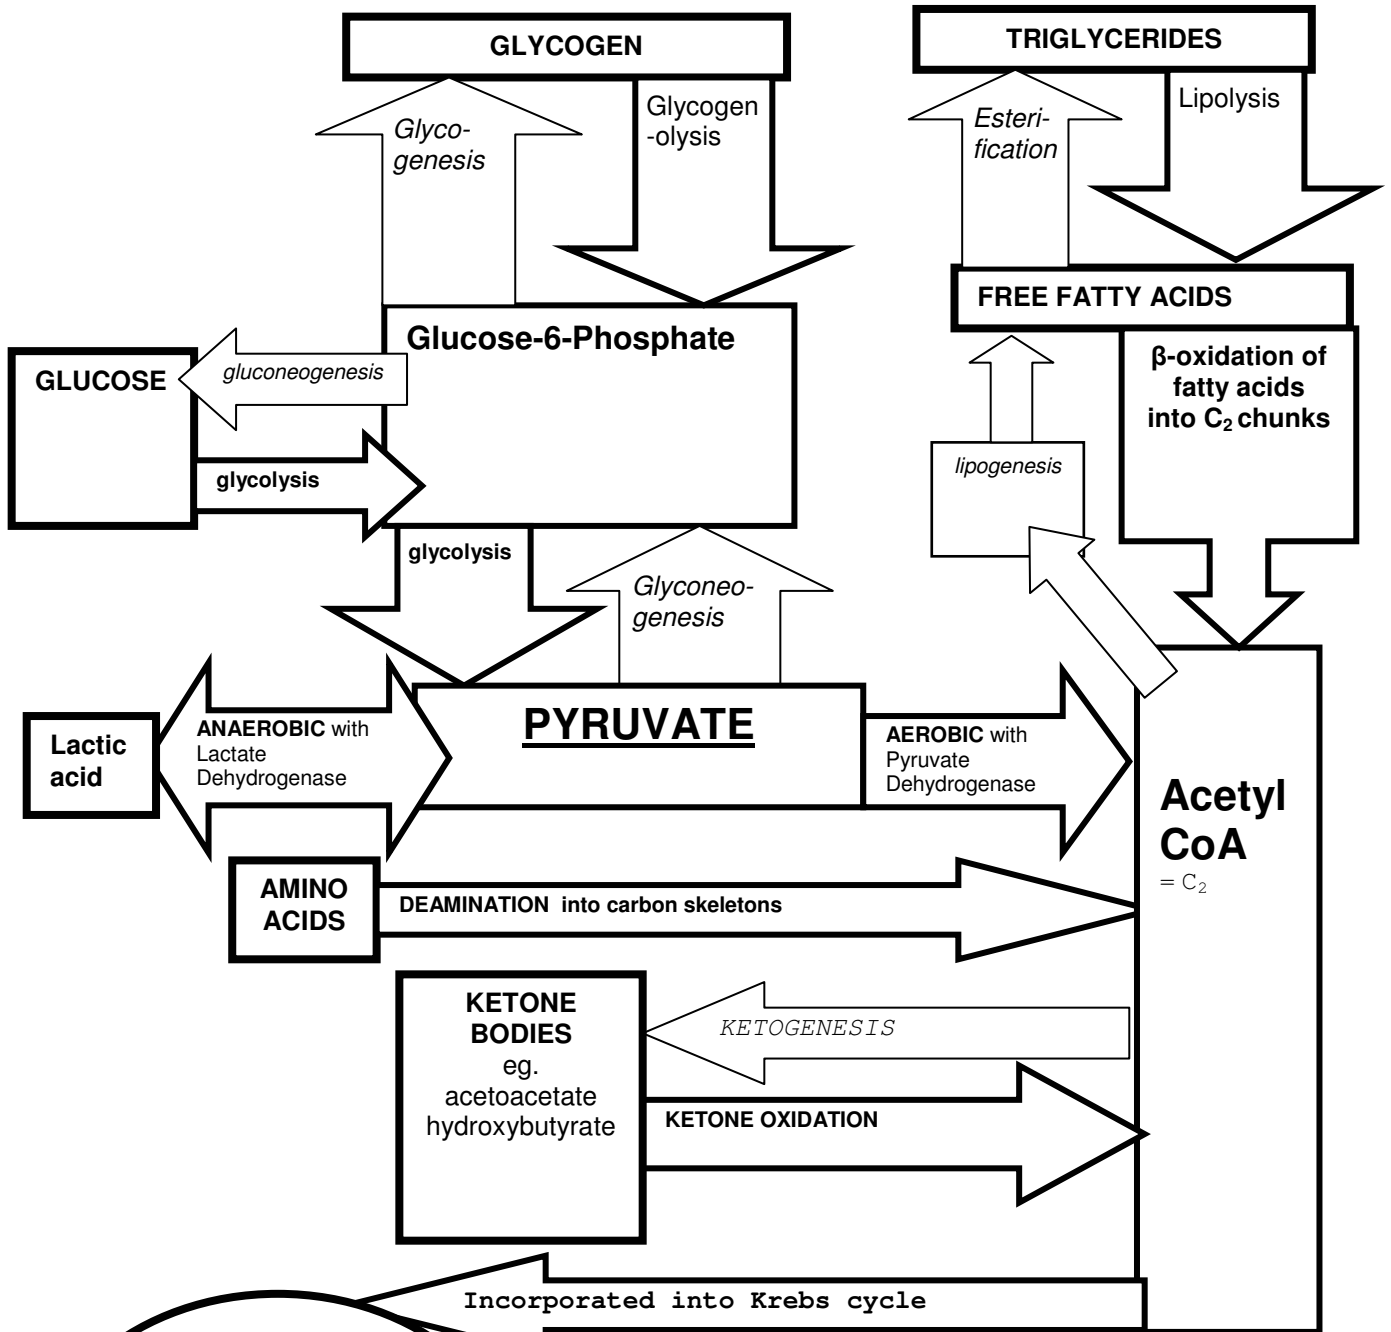 GLYCOGEN
TRIGLYCERIDES
Glyco-
genesis
Glycogen
-olysis
Esteri-
fication
Lipolysis
FREE FATTY ACIDS
Glucose-6-Phosphate
GLUCOSE
gluconeogenesis
β-oxidation of
fatty acids
into C₂ chunks
lipogenesis
glycolysis
glycolysis
Glyconeo-
genesis
PYRUVATE
Lactic
acid
ANAEROBIC with
Lactate
Dehydrogenase
AEROBIC with
Pyruvate
Dehydrogenase
Acetyl
CoA
= C₂
AMINO
ACIDS
DEAMINATION into carbon skeletons
KETONE
BODIES
eg.
acetoacetate
hydroxybutyrate
KETOGENESIS
KETONE OXIDATION
Incorporated into Krebs cycle